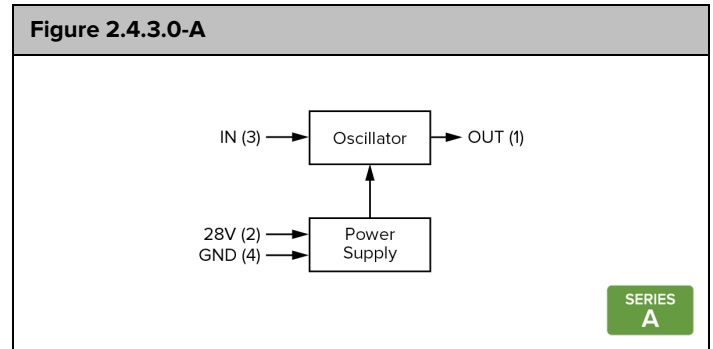 Figure 2.4.3.0-A
IN (3)
Oscillator
OUT (1)
28V (2)
GND (4)
Power
Supply
SERIES
A